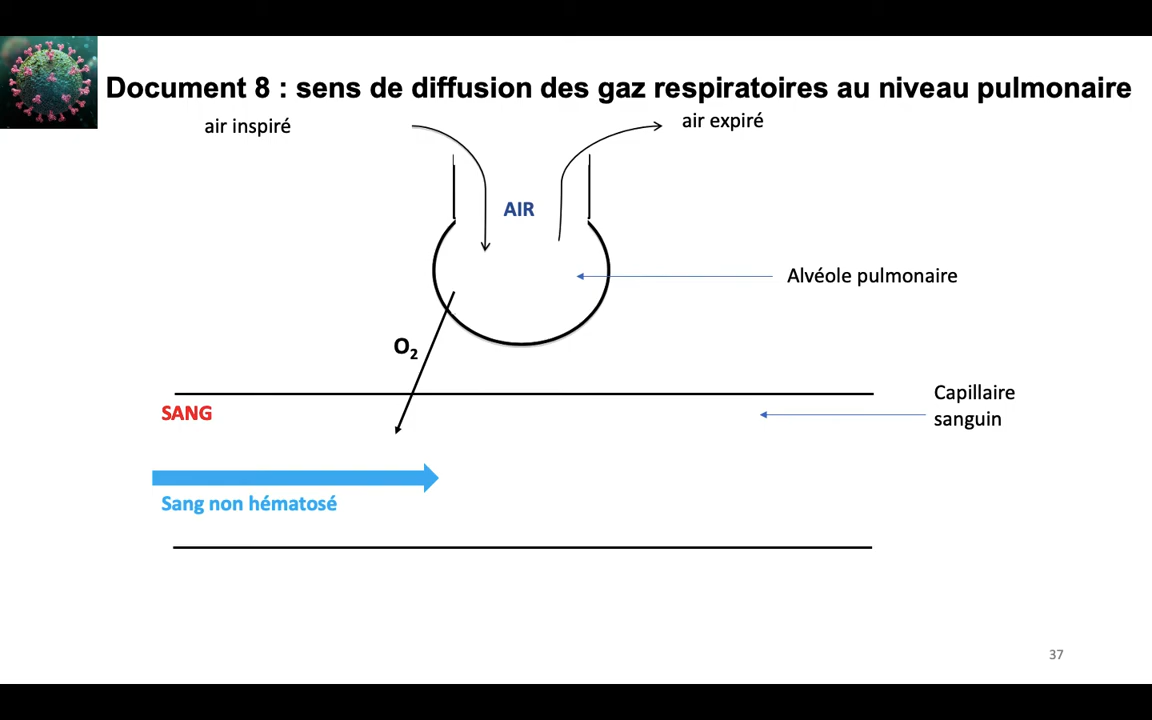 Document 8 : sens de diffusion des gaz respiratoires au niveau pulmonaire
air inspiré
air expiré
AIR
Alvéole pulmonaire
O₂
Capillaire
sanguin
SANG
Sang non hématosé
37